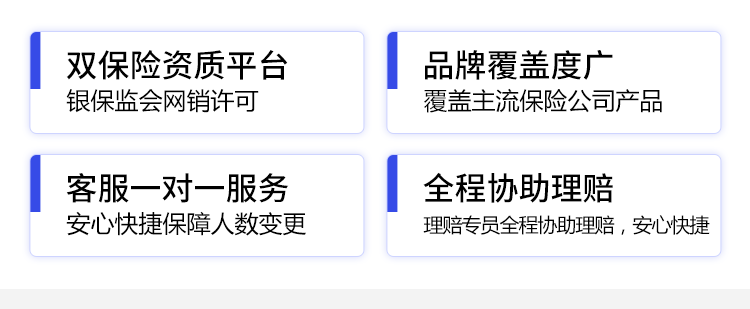 双保险资质平台
银保监会网销许可
品牌覆盖度广
覆盖主流保险公司产品
客服一对一服务
安心快捷保障人数变更
全程协助理赔
理赔专员全程协助理赔，安心快捷